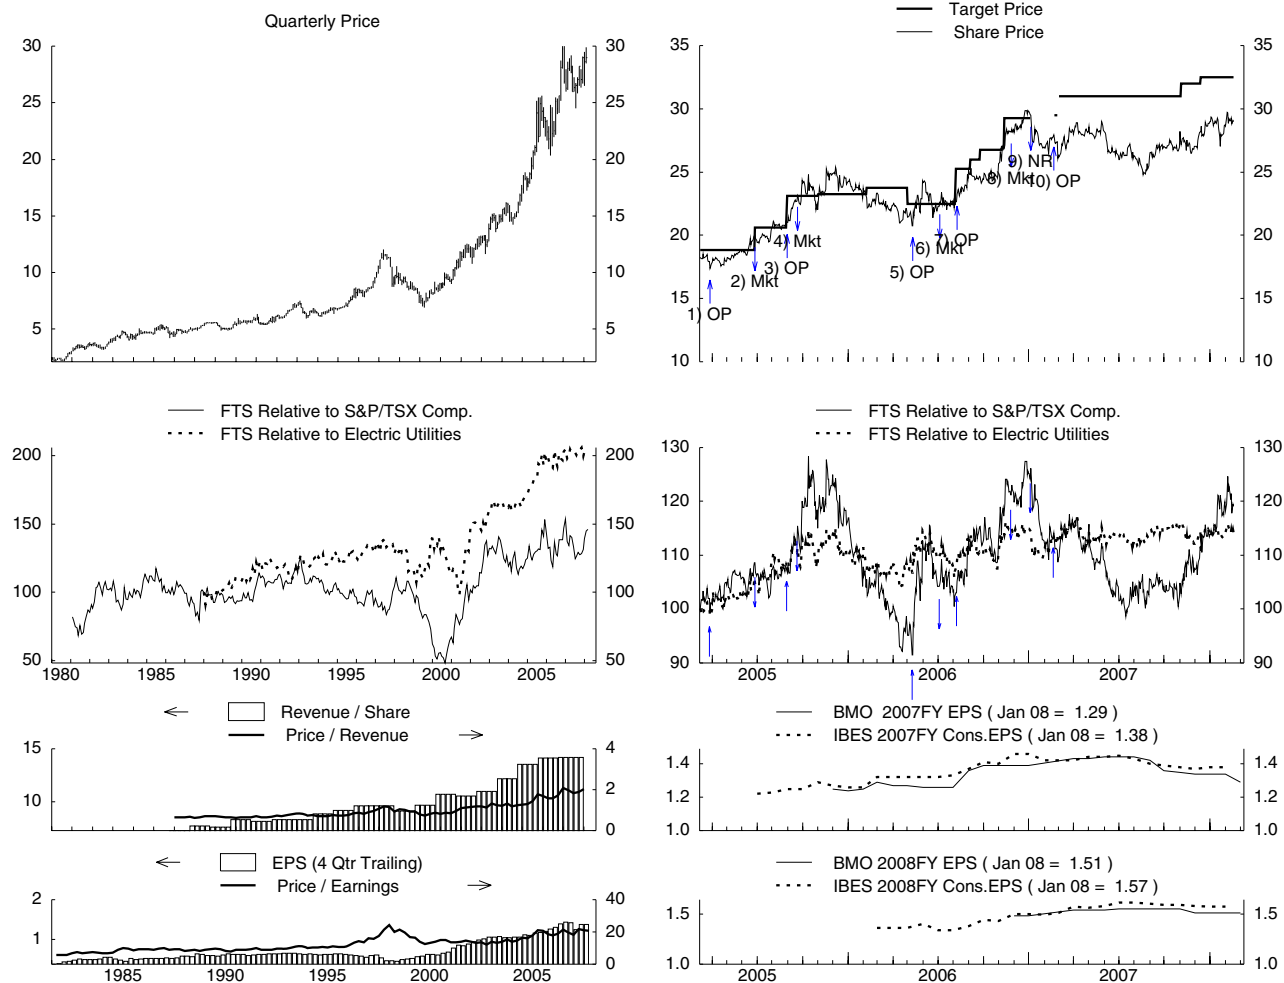 Quarterly Price
30 30
25 25
20 20
15 15
10 10
5 5
Target Price
Share Price
35 35
30 30
25 25
20 20
15 15
10 10
1) OP
2) Mkt
3) OP
4) Mkt
5) OP
6) Mkt
7) OP
8) Mkt
9) NR
10) OP
FTS Relative to S&P/TSX Comp.
FTS Relative to Electric Utilities
200 200
150 150
100 100
50 50
1980 1985 1990 1995 2000 2005
FTS Relative to S&P/TSX Comp.
FTS Relative to Electric Utilities
130 130
120 120
110 110
100 100
90 90
2005 2006 2007
Revenue / Share
Price / Revenue
15 4
10 2
0
BMO 2007FY EPS ( Jan 08 = 1.29 )
IBES 2007FY Cons.EPS ( Jan 08 = 1.38 )
1.4 1.4
1.2 1.2
1.0 1.0
EPS (4 Qtr Trailing)
Price / Earnings
2 40
1 20
0
1985 1990 1995 2000 2005
BMO 2008FY EPS ( Jan 08 = 1.51 )
IBES 2008FY Cons.EPS ( Jan 08 = 1.57 )
1.5 1.5
1.0 1.0
2005 2006 2007